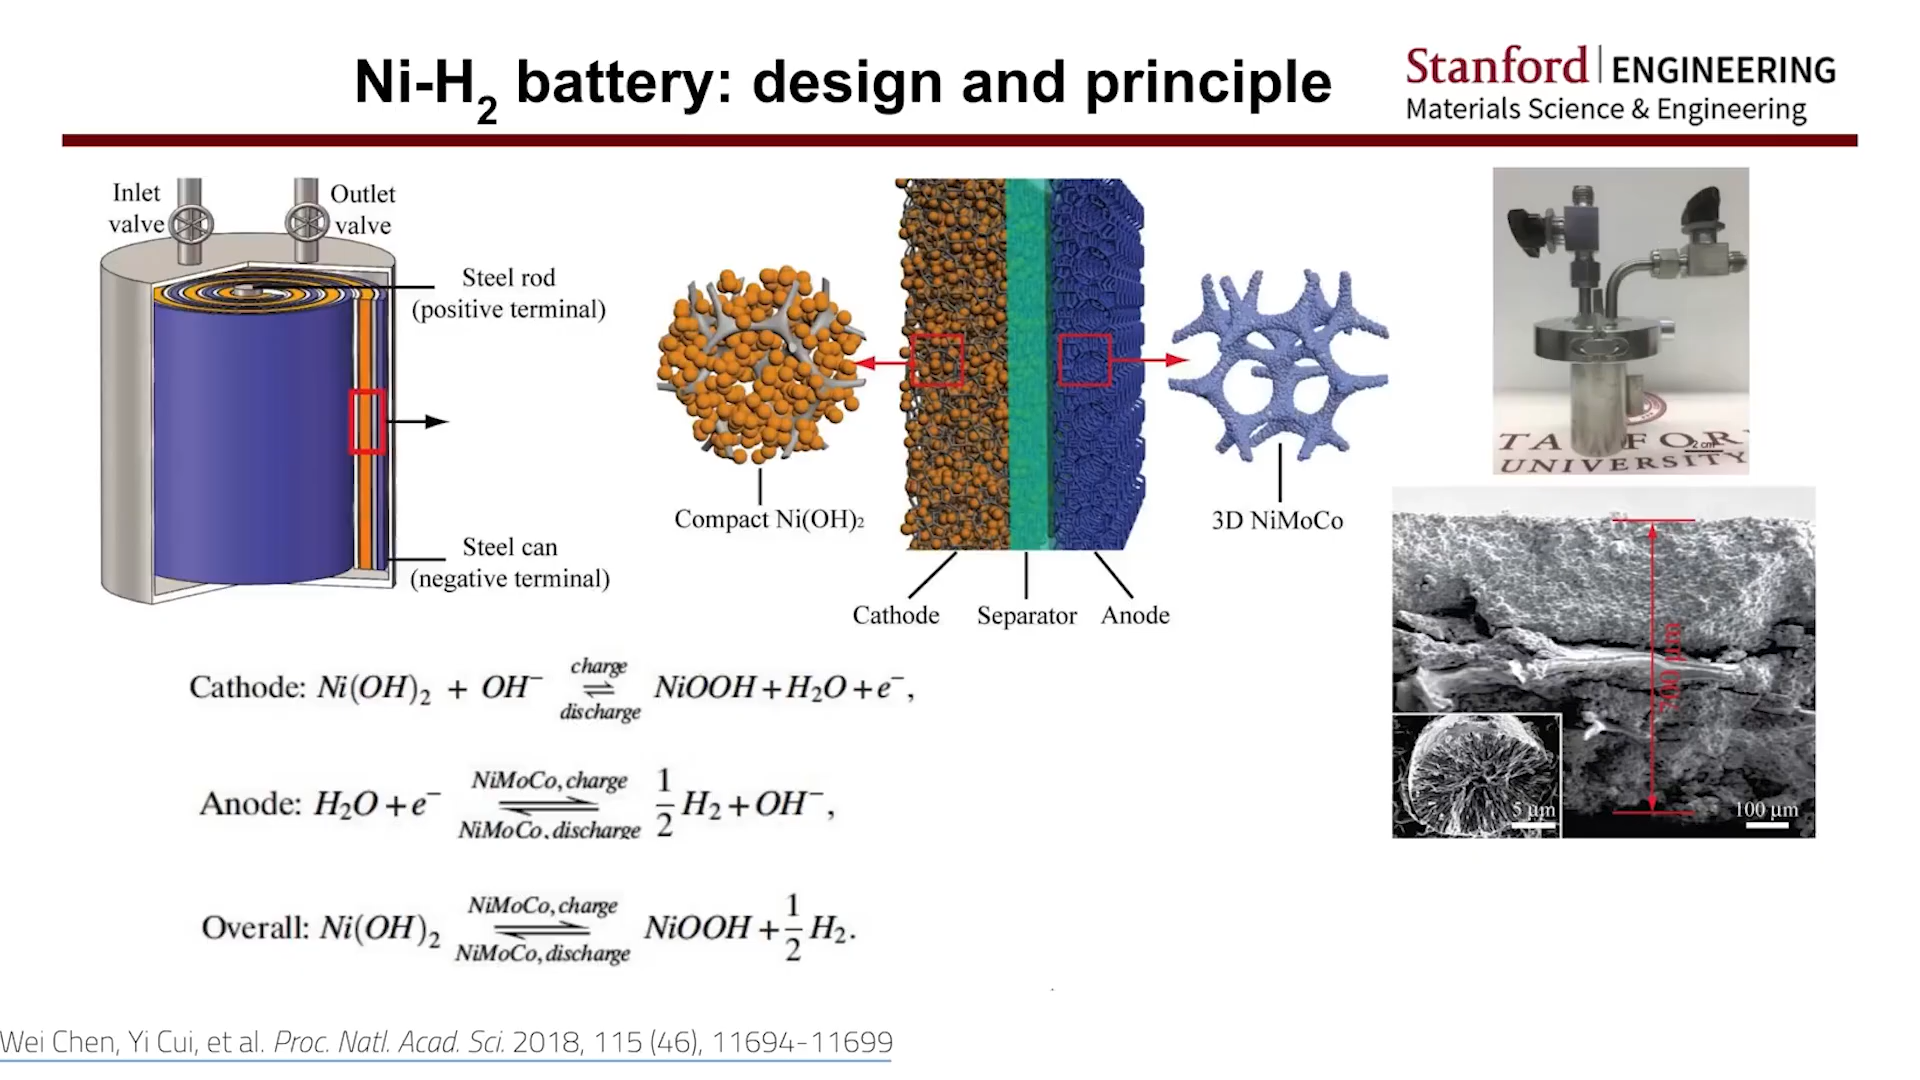 Ni-H₂ battery: design and principle
Stanford | ENGINEERING
Materials Science & Engineering
Inlet valve
Outlet valve
Steel rod
(positive terminal)
Steel can
(negative terminal)
Compact Ni(OH)₂
3D NiMoCo
Cathode
Separator
Anode
2 cm
UNIVERSITY
700 µm
5 µm
100 µm
Cathode: Ni(OH)₂ + OH⁻ charge ⇌ discharge NiOOH + H₂O + e⁻,
Anode: H₂O + e⁻ NiMoCo, charge ⇌ NiMoCo, discharge 1/2 H₂ + OH⁻,
Overall: Ni(OH)₂ NiMoCo, charge ⇌ NiMoCo, discharge NiOOH + 1/2 H₂.
Wei Chen, Yi Cui, et al. Proc. Natl. Acad. Sci. 2018, 115 (46), 11694-11699